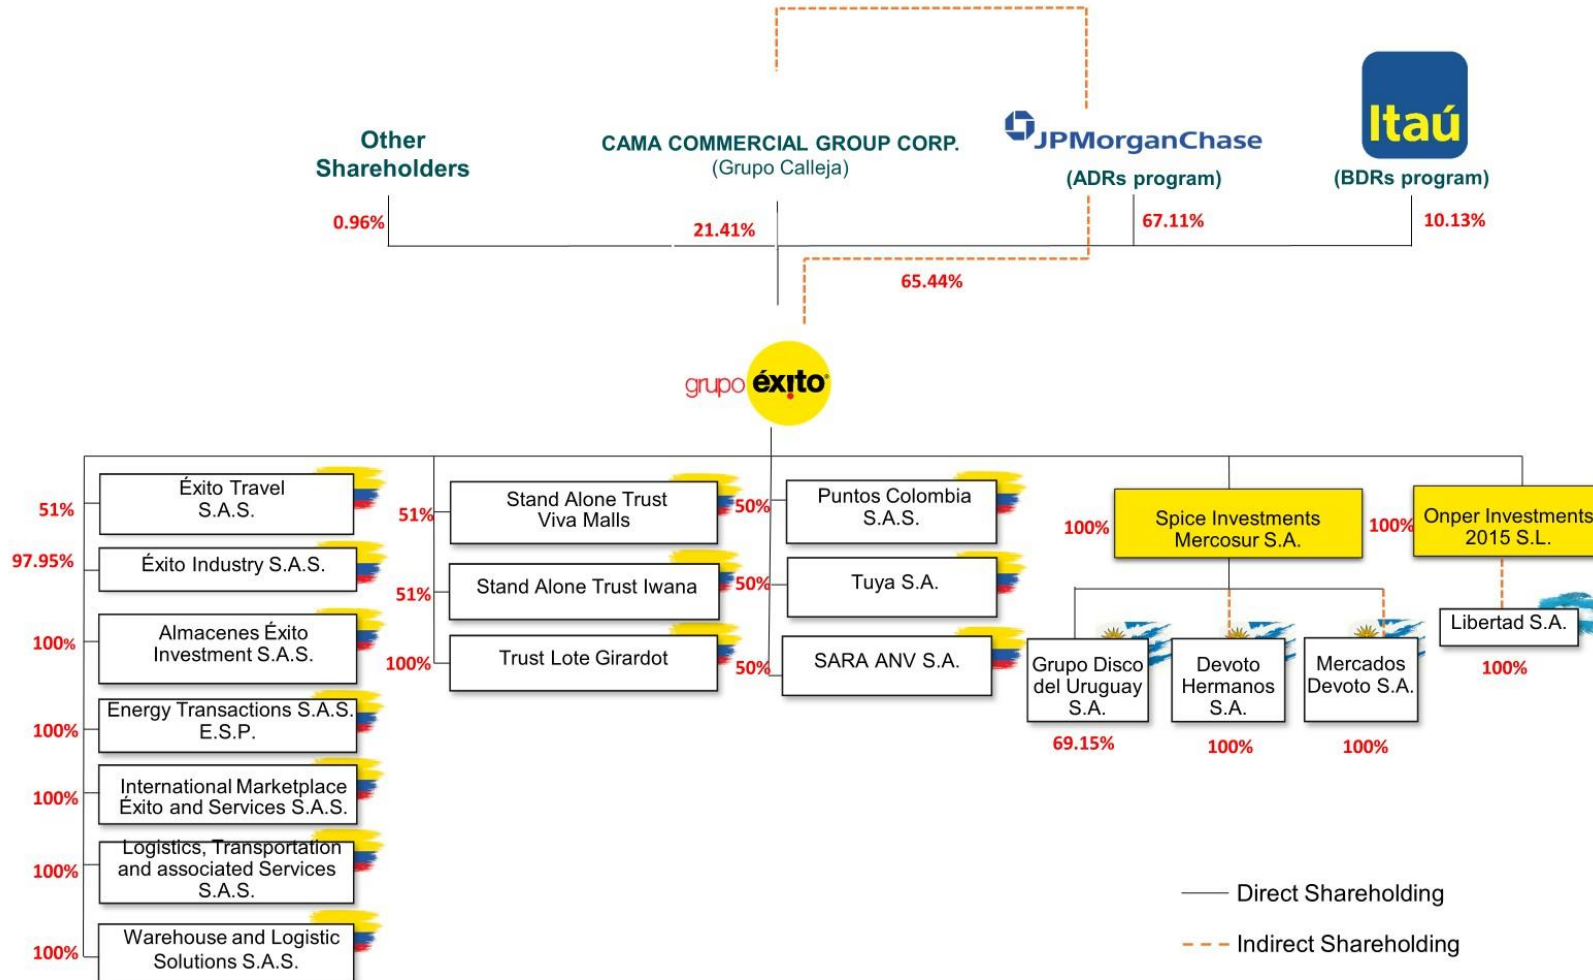 Other
Shareholders
CAMA COMMERCIAL GROUP CORP.
(Grupo Calleja)
JPMorganChase
(ADRs program)
Itaú
(BDRs program)
0.96%
21.41%
67.11%
10.13%
65.44%
grupo éxito
51%
Éxito Travel
S.A.S.
97.95%
Éxito Industry S.A.S.
100%
Almacenes Éxito
Investment S.A.S.
100%
Energy Transactions S.A.S.
E.S.P.
100%
International Marketplace
Éxito and Services S.A.S.
100%
Logistics, Transportation
and associated Services
S.A.S.
100%
Warehouse and Logistic
Solutions S.A.S.
51%
Stand Alone Trust
Viva Malls
51%
Stand Alone Trust Iwana
100%
Trust Lote Girardot
50%
Puntos Colombia
S.A.S.
50%
Tuya S.A.
50%
SARA ANV S.A.
100%
Spice Investments
Mercosur S.A.
Grupo Disco
del Uruguay
S.A.
69.15%
Devoto
Hermanos
S.A.
100%
Mercados
Devoto S.A.
100%
100%
Onper Investments
2015 S.L.
Libertad S.A.
100%
Direct Shareholding
Indirect Shareholding